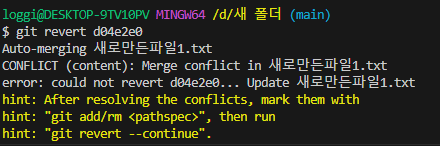 loggi@DESKTOP-9TV10PV MINGW64 /d/새 폴더 (main)
$ git revert d04e2e0
Auto-merging 새로만든파일1.txt
CONFLICT (content): Merge conflict in 새로만든파일1.txt
error: could not revert d04e2e0... Update 새로만든파일1.txt
hint: After resolving the conflicts, mark them with
hint: "git add/rm <pathspec>", then run
hint: "git revert --continue".